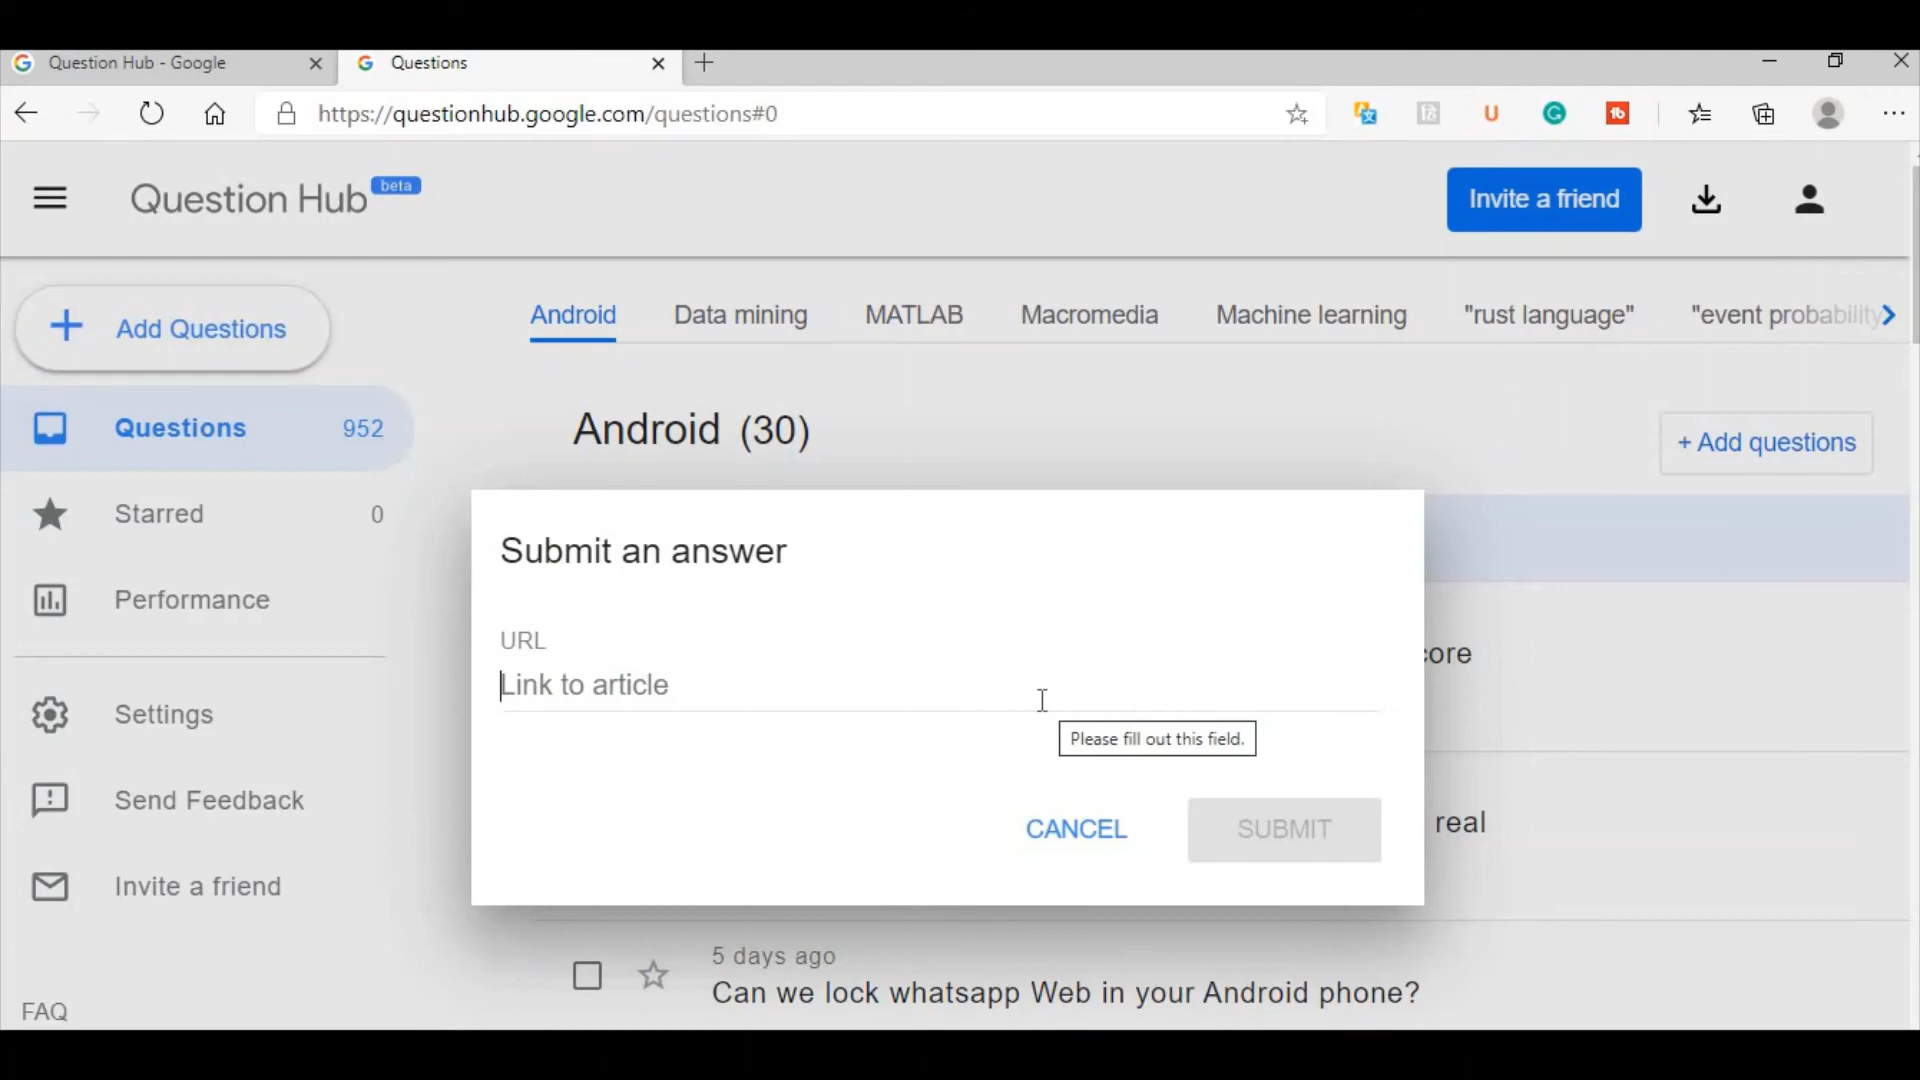 Question Hub - Google
Questions
https://questionhub.google.com/questions#0
Question Hub beta
Invite a friend
Add Questions
Android
Data mining
MATLAB
Macromedia
Machine learning
"rust language"
"event probability
Questions 952
Android (30)
+ Add questions
Starred 0
Submit an answer
Performance
URL
core
Link to article
Settings
Please fill out this field.
Send Feedback
CANCEL
SUBMIT
real
Invite a friend
5 days ago
Can we lock whatsapp Web in your Android phone?
FAQ